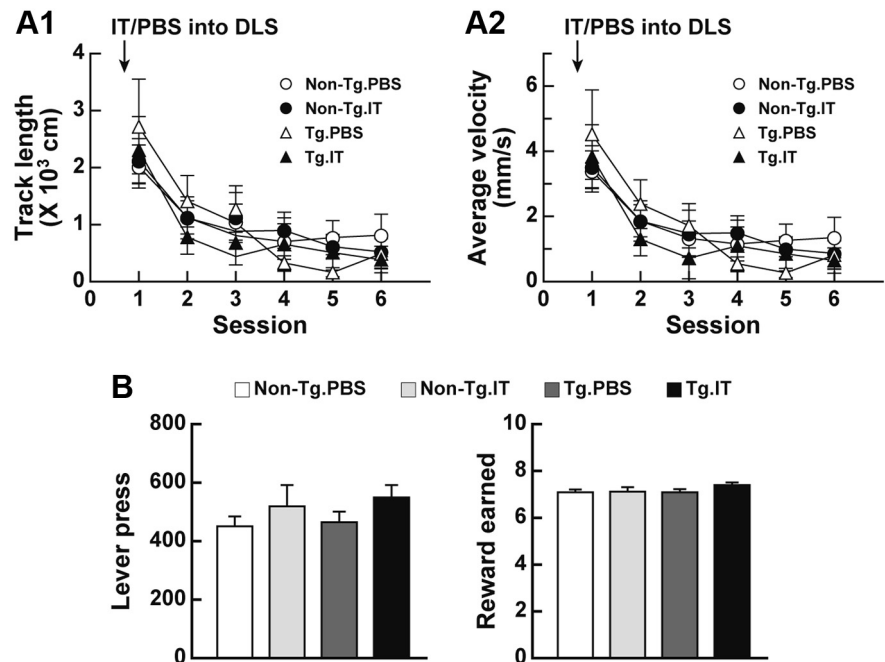 A1
IT/PBS into DLS
4
3
2
1
0
Track length
(X 10³ cm)
Non-Tg.PBS
Non-Tg.IT
Tg.PBS
Tg.IT
0 1 2 3 4 5 6
Session
A2
IT/PBS into DLS
6
4
2
0
Average velocity
(mm/s)
Non-Tg.PBS
Non-Tg.IT
Tg.PBS
Tg.IT
0 1 2 3 4 5 6
Session
B
Non-Tg.PBS Non-Tg.IT Tg.PBS Tg.IT
800
600
400
200
0
Lever press
10
8
6
4
2
0
Reward earned